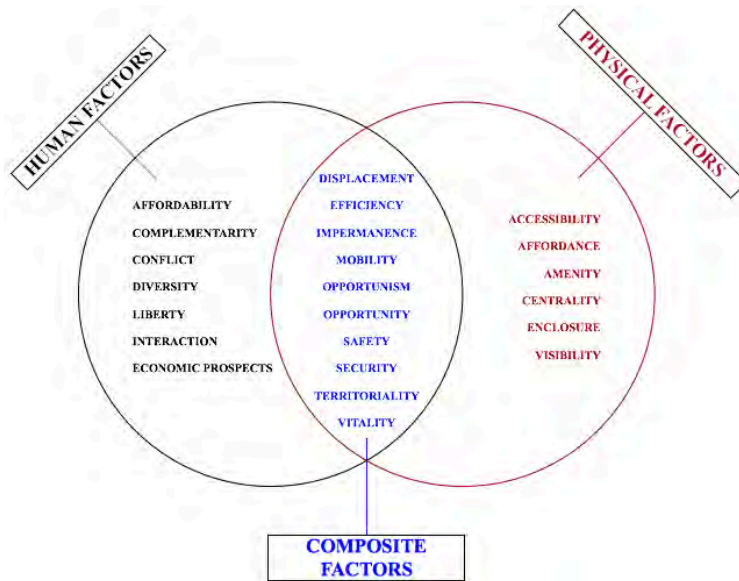 HUMAN FACTORS
PHYSICAL FACTORS
AFFORDABILITY
COMPLEMENTARITY
CONFLICT
DIVERSITY
LIBERTY
INTERACTION
ECONOMIC PROSPECTS
DISPLACEMENT
EFFICIENCY
IMPERMANENCE
MOBILITY
OPPORTUNISM
OPPORTUNITY
SAFETY
SECURITY
TERRITORIALITY
VITALITY
ACCESSIBILITY
AFFORDANCE
AMENITY
CENTRALITY
ENCLOSURE
VISIBILITY
COMPOSITE
FACTORS